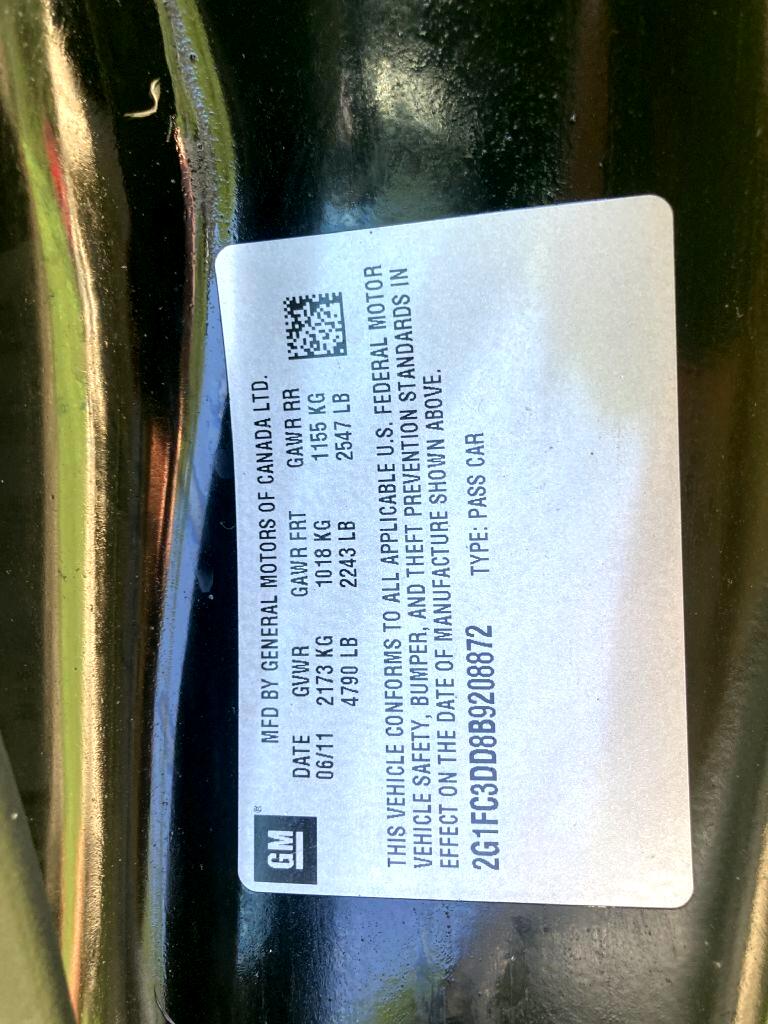 GM®
MFD BY GENERAL MOTORS OF CANADA LTD.
DATE GVWR GAWR FRT GAWR RR
06/11 2173 KG 1018 KG 1155 KG
4790 LB 2243 LB 2547 LB
THIS VEHICLE CONFORMS TO ALL APPLICABLE U.S. FEDERAL MOTOR
VEHICLE SAFETY, BUMPER, AND THEFT PREVENTION STANDARDS IN
EFFECT ON THE DATE OF MANUFACTURE SHOWN ABOVE.
2G1FC3DD8B9208872 TYPE: PASS CAR